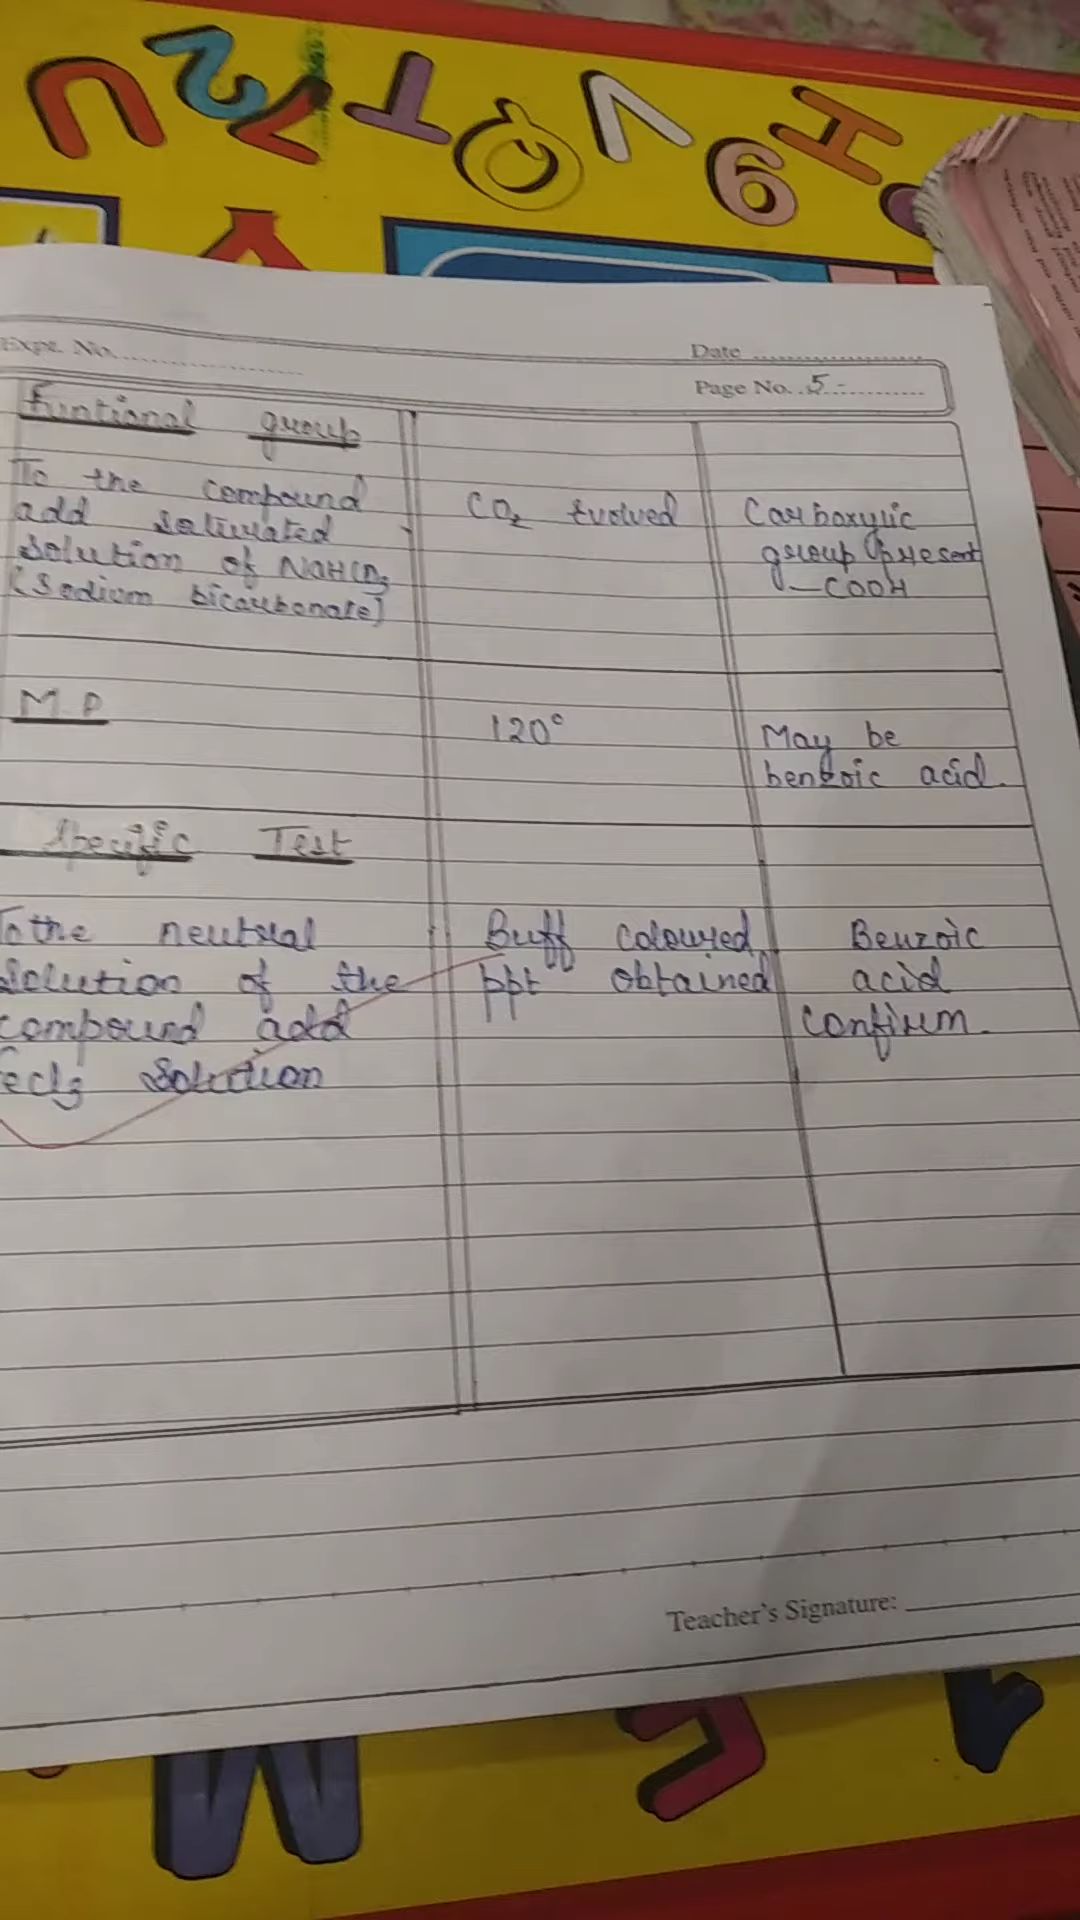 Expt. No.
Date
Page No. 5-
Funtional group
To the compound
add saturated
solution of NaHCO3
(Sodium bicarbonate)
CO2 Evolved
Carboxylic
group present
—COOH
M.P
120°
May be
benzoic acid.
Specific Test
To the neutral
solution of the
compound add
Fecl3 solution
Buff coloured
ppt obtained
Benzoic
acid
confirm.
Teacher's Signature: